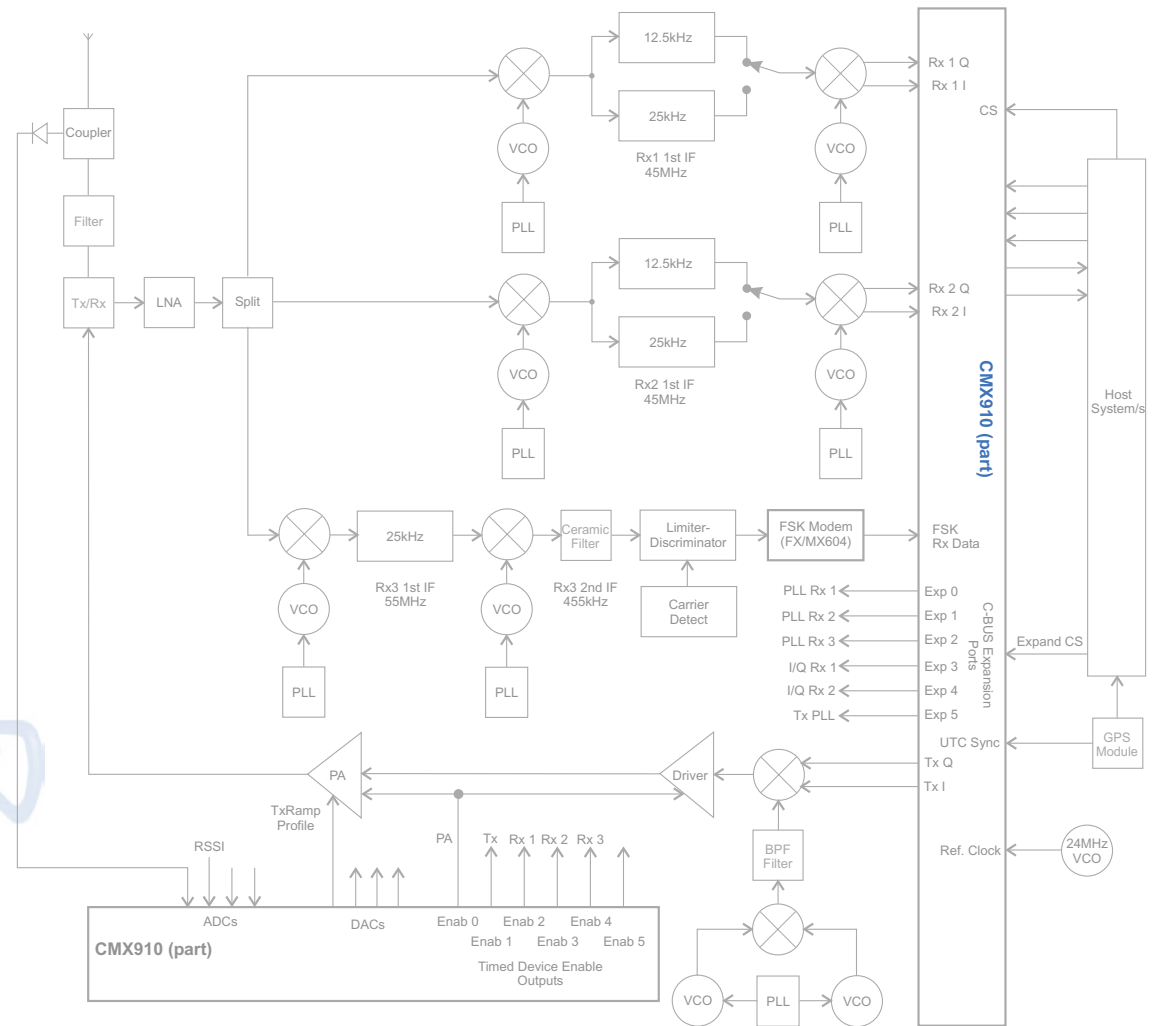 12.5kHz
Rx 1 Q
Rx 1 I
CS
Coupler
VCO
25kHz
VCO
Rx1 1st IF
45MHz
Filter
PLL
PLL
12.5kHz
Tx/Rx
LNA
Split
Rx 2 Q
Rx 2 I
25kHz
VCO
VCO
Rx2 1st IF
45MHz
CMX910 (part)
Host
System/s
PLL
PLL
25kHz
Ceramic
Filter
Limiter-
Discriminator
FSK Modem
(FX/MX604)
FSK
Rx Data
Rx3 1st IF
55MHz
Rx3 2nd IF
455kHz
VCO
VCO
Carrier
Detect
PLL
PLL
PLL Rx 1
Exp 0
PLL Rx 2
Exp 1
PLL Rx 3
Exp 2
I/Q Rx 1
Exp 3
I/Q Rx 2
Exp 4
Tx PLL
Exp 5
C-BUS Expansion
Ports
Expand CS
UTC Sync
GPS
Module
Tx Q
Tx I
PA
Driver
TxRamp
Profile
RSSI
PA
Tx
Rx 1
Rx 2
Rx 3
BPF
Filter
Ref. Clock
24MHz
VCO
ADCs
DACs
Enab 0
Enab 2
Enab 4
Enab 1
Enab 3
Enab 5
CMX910 (part)
Timed Device Enable
Outputs
VCO
PLL
VCO